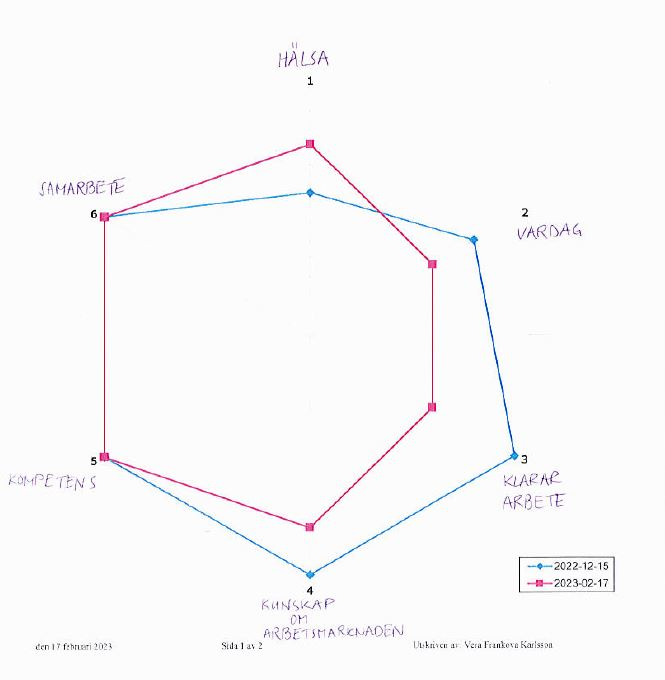 HÄLSA
1
SAMARBETE
6
2
VARDAG
5
KOMPETENS
3
KLARAR
ARBETE
4
KUNSKAP
OM
ARBETSMARKNADEN
2022-12-15
2023-02-17
den 17 februari 2023
Sida 1 av 2
Utskriven av: Vera Frankova Karlsson